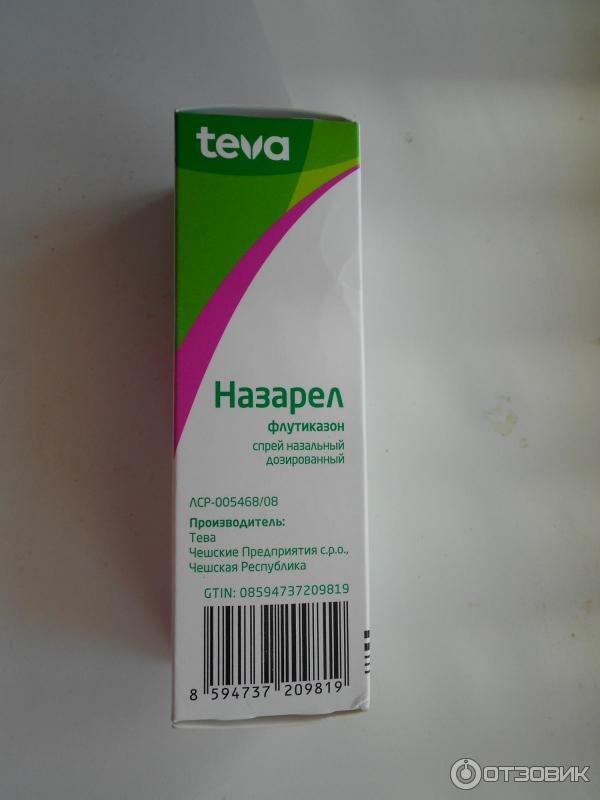 teva
Назарел
флутиказон
спрей назальный
дозированный
ЛСР-005468/08
Производитель:
Тева
Чешские Предприятия с.р.о.,
Чешская Республика
GTIN: 08594737209819
8 594737 209819
ОТЗОВИК